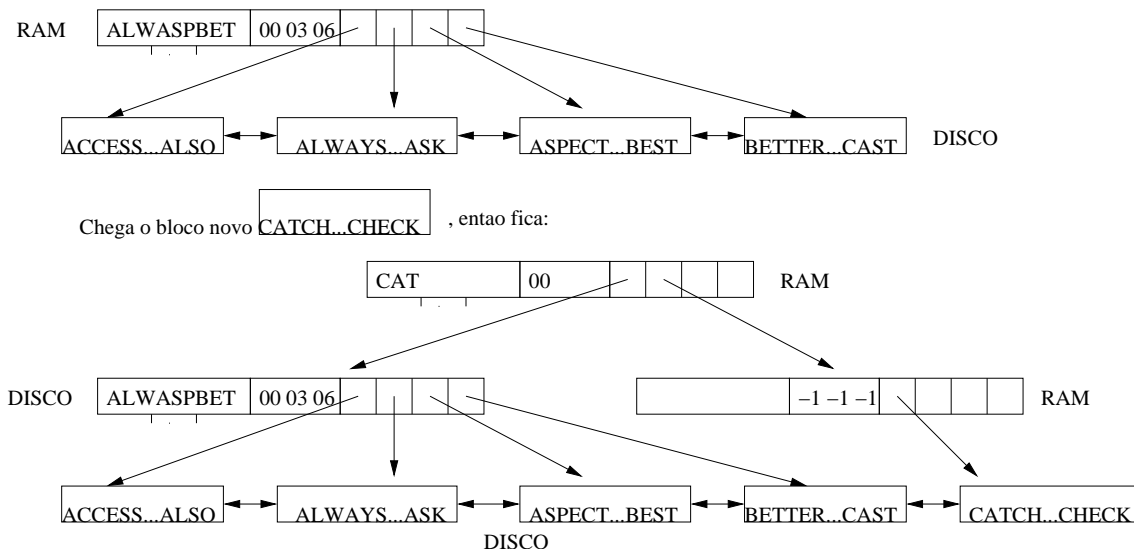 RAM ALWASPBET 00 03 06
ACCESS...ALSO ALWAYS...ASK ASPECT...BEST BETTER...CAST DISCO
Chega o bloco novo CATCH...CHECK , entao fica:
CAT 00 RAM
DISCO ALWASPBET 00 03 06 −1 −1 −1 RAM
ACCESS...ALSO ALWAYS...ASK ASPECT...BEST BETTER...CAST CATCH...CHECK
DISCO